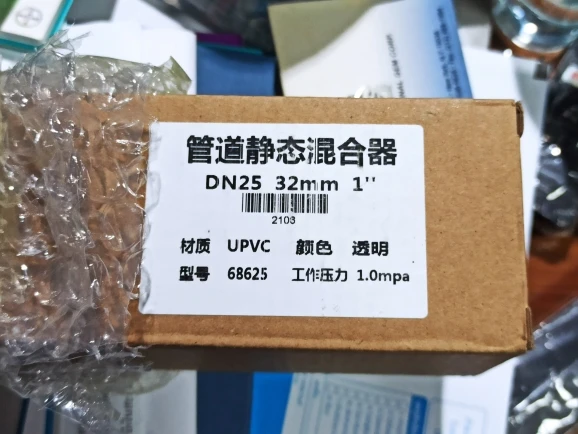 管道静态混合器
DN25 32mm 1''
2103
材质 UPVC 颜色 透明
型号 68625 工作压力 1.0mpa